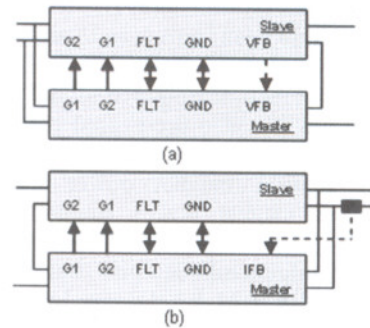 Slave
G2 G1 FLT GND VFB
G1 G2 FLT GND VFB
Master
(a)
Slave
G2 G1 FLT GND
G1 G2 FLT GND IFB
Master
(b)